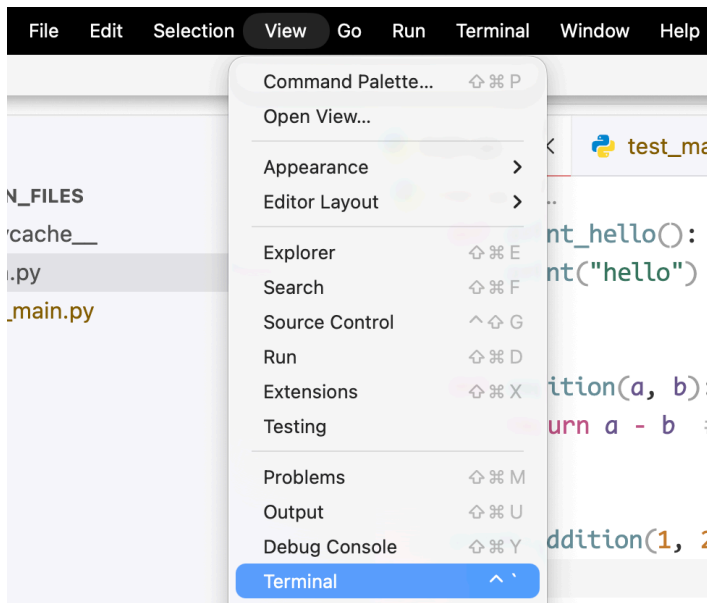 File Edit Selection View Go Run Terminal Window Help
Command Palette... ⇧⌘P
Open View...
Appearance
Editor Layout
Explorer ⇧⌘E
Search ⇧⌘F
Source Control ^⇧G
Run ⇧⌘D
Extensions ⇧⌘X
Testing
Problems ⇧⌘M
Output ⇧⌘U
Debug Console ⇧⌘Y
Terminal ^`
N_FILES
ycache__
.py
_main.py
test_ma
nt_hello():
nt("hello")
ition(a, b):
urn a - b
ddition(1, 2